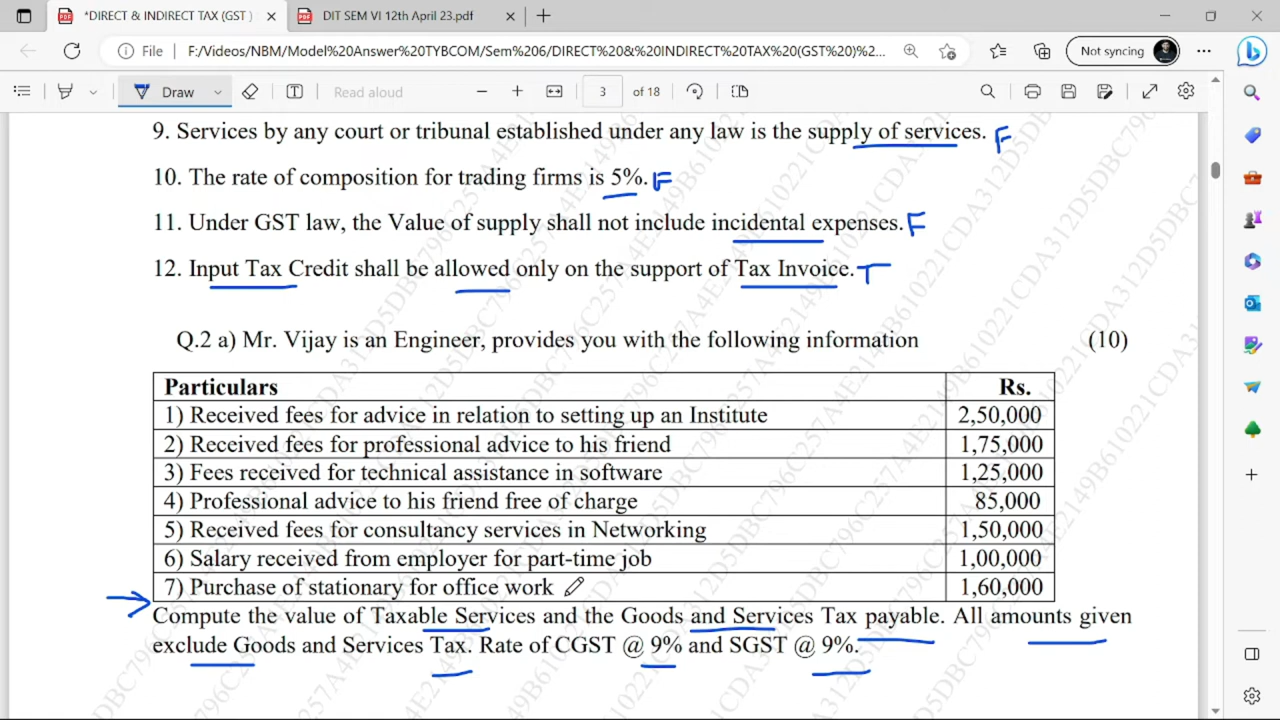 *DIRECT & INDIRECT TAX (GST )
DIT SEM VI 12th April 23.pdf
File
F:/Videos/NBM/Model%20Answer%20TYBCOM/Sem%206/DIRECT%20&%20INDIRECT%20TAX%20(GST%20)%2...
Not syncing
Draw
Read aloud
3
of 18
9. Services by any court or tribunal established under any law is the supply of services. F
10. The rate of composition for trading firms is 5%. F
11. Under GST law, the Value of supply shall not include incidental expenses. F
12. Input Tax Credit shall be allowed only on the support of Tax Invoice. T
Q.2 a) Mr. Vijay is an Engineer, provides you with the following information (10)
Particulars Rs.
1) Received fees for advice in relation to setting up an Institute 2,50,000
2) Received fees for professional advice to his friend 1,75,000
3) Fees received for technical assistance in software 1,25,000
4) Professional advice to his friend free of charge 85,000
5) Received fees for consultancy services in Networking 1,50,000
6) Salary received from employer for part-time job 1,00,000
7) Purchase of stationary for office work 1,60,000
Compute the value of Taxable Services and the Goods and Services Tax payable. All amounts given
exclude Goods and Services Tax. Rate of CGST @ 9% and SGST @ 9%.